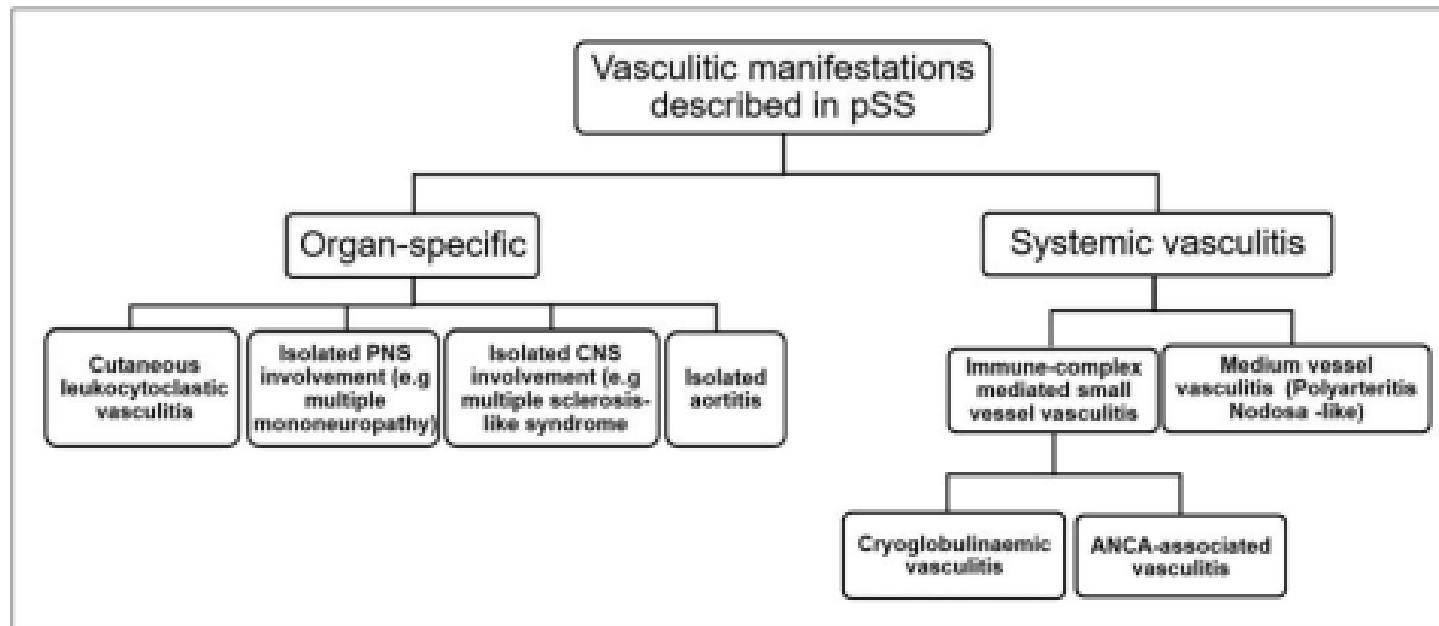 Vasculitic manifestations
described in pSS
Organ-specific
Systemic vasculitis
Cutaneous
leukocytoclastic
vasculitis
Isolated PNS
involvement (e.g
multiple
mononeuropathy)
Isolated CNS
involvement (e.g
multiple sclerosis-
like syndrome
Isolated
aortitis
Immune-complex
mediated small
vessel vasculitis
Medium vessel
vasculitis (Polyarteritis
Nodosa -like)
Cryoglobulinaemic
vasculitis
ANCA-associated
vasculitis